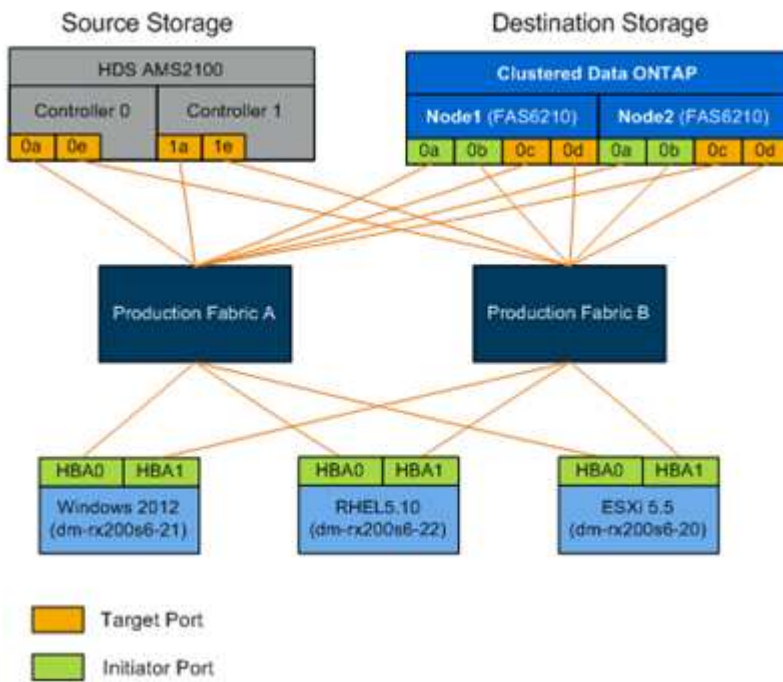 Source Storage
Destination Storage
HDS AMS2100
Controller 0
Controller 1
0a 0e 1a 1e
Clustered Data ONTAP
Node1 (FAS6210)
Node2 (FAS6210)
0a 0b 0c 0d 0a 0b 0c 0d
Production Fabric A
Production Fabric B
HBA0 HBA1
Windows 2012
(dm-rx200s6-21)
HBA0 HBA1
RHEL5.10
(dm-rx200s6-22)
HBA0 HBA1
ESXi 5.5
(dm-rx200s6-20)
Target Port
Initiator Port